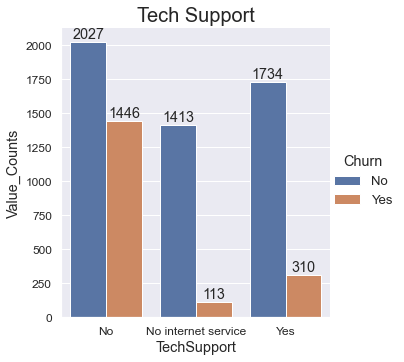 Tech Support
Value_Counts
2000
1750
1500
1250
1000
750
500
250
0
2027
1446
1413
113
1734
310
No
No internet service
Yes
TechSupport
Churn
No
Yes